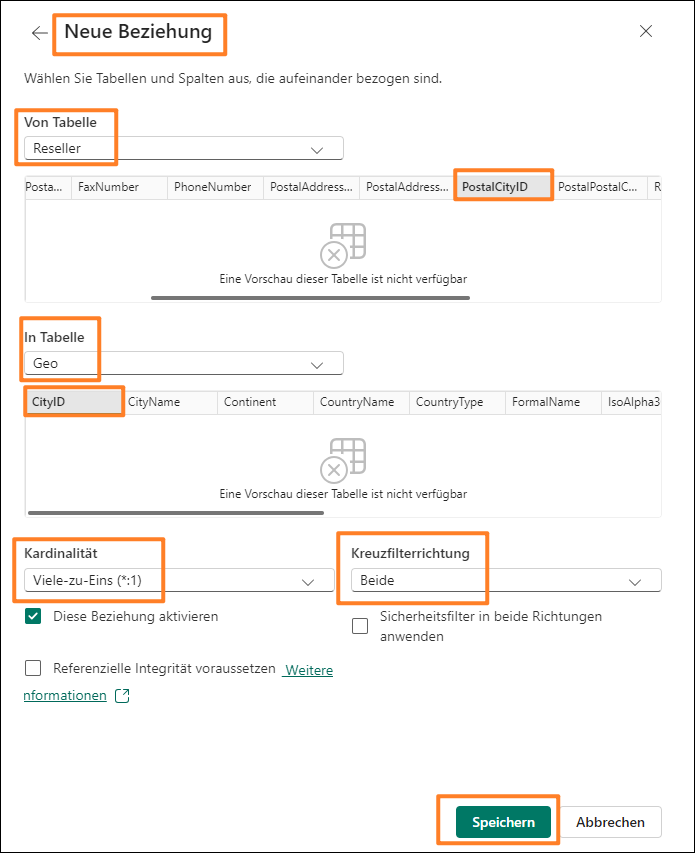 Neue Beziehung
Wählen Sie Tabellen und Spalten aus, die aufeinander bezogen sind.
Von Tabelle
Reseller
Posta... FaxNumber PhoneNumber PostalAddress... PostalAddress... PostalCityID PostalPostalC... R
Eine Vorschau dieser Tabelle ist nicht verfügbar
In Tabelle
Geo
CityID CityName Continent CountryName CountryType FormalName IsoAlpha3
Eine Vorschau dieser Tabelle ist nicht verfügbar
Kardinalität Kreuzfilterrichtung
Viele-zu-Eins (*:1) Beide
Diese Beziehung aktivieren Sicherheitsfilter in beide Richtungen
anwenden
Referenzielle Integrität voraussetzen Weitere
nformationen
Speichern Abbrechen